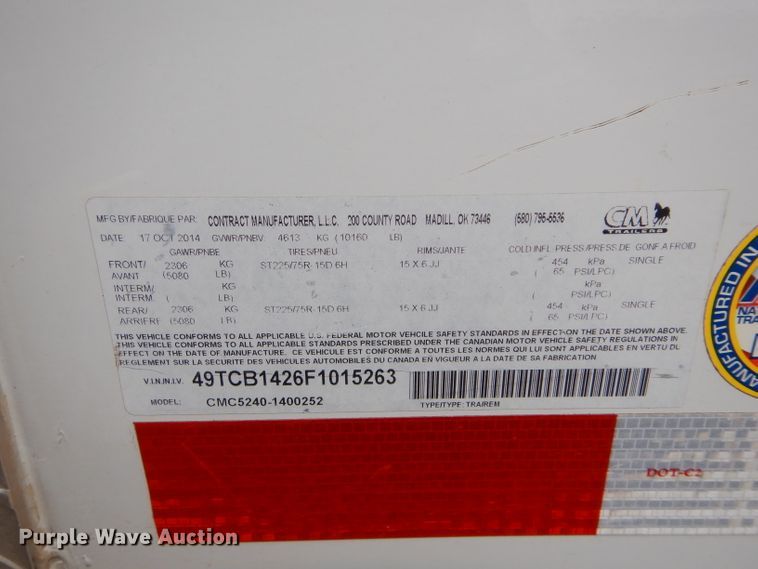 MFG BY/FABRIQUE PAR: CONTRACT MANUFACTURER, L.L.C. 200 COUNTY ROAD MADILL, OK 73446 (580) 795-5536
CM
TRAILERS
DATE: 17 OCT 2014 GVWR/PNBV: 4613 KG (10160 LB)
GAWR/PNBE TIRES/PNEU RIMS/JANTE COLD INFL. PRESS/PRESS.DE GONF.A FROID
FRONT/ 2306 KG ST225/75R-15D 6H 15 X 6 JJ 454 kPa SINGLE
AVANT (5080 LB) ( 65 PSI/LPC)
INTERM/ KG kPa
INTERM. ( LB) ( PSI/LPC)
REAR/ 2306 KG ST225/75R-15D 6H 15 X 6 JJ 454 kPa SINGLE
ARRIERE (5080 LB) ( 65 PSI/LPC)
THIS VEHICLE CONFORMS TO ALL APPLICABLE U.S. FEDERAL MOTOR VEHCILE SAFETY STANDARDS IN EFFECT ON THE DATE SHOWN ABOVE.
THIS VEHICLE CONFORMS TO ALL APPLICABLE STANDARDS PRESCRIBED UNDER THE CANADIAN MOTOR VEHICLE SAFETY REGULATIONS IN
EFFECT ON THE DATE OF MANUFACTURE. CE VEHICULE EST CONFORME A TOUTES LES NORMES QUI LUI SONT APPLICABLES EN VERTU DU
REGLEMENT SUR LA SECURITE DES VEHICULES AUTOMOBILES DU CANADA EN VIGUEUR A LA DATE DE SA FABRICATION
V.I.N./N.I.V. 49TCB1426F1015263
MODEL: CMC5240-1400252 TYPE/TYPE: TRA/REM
MANUFACTURED IN
NA
TRA
DOT-C2
Purple Wave Auction